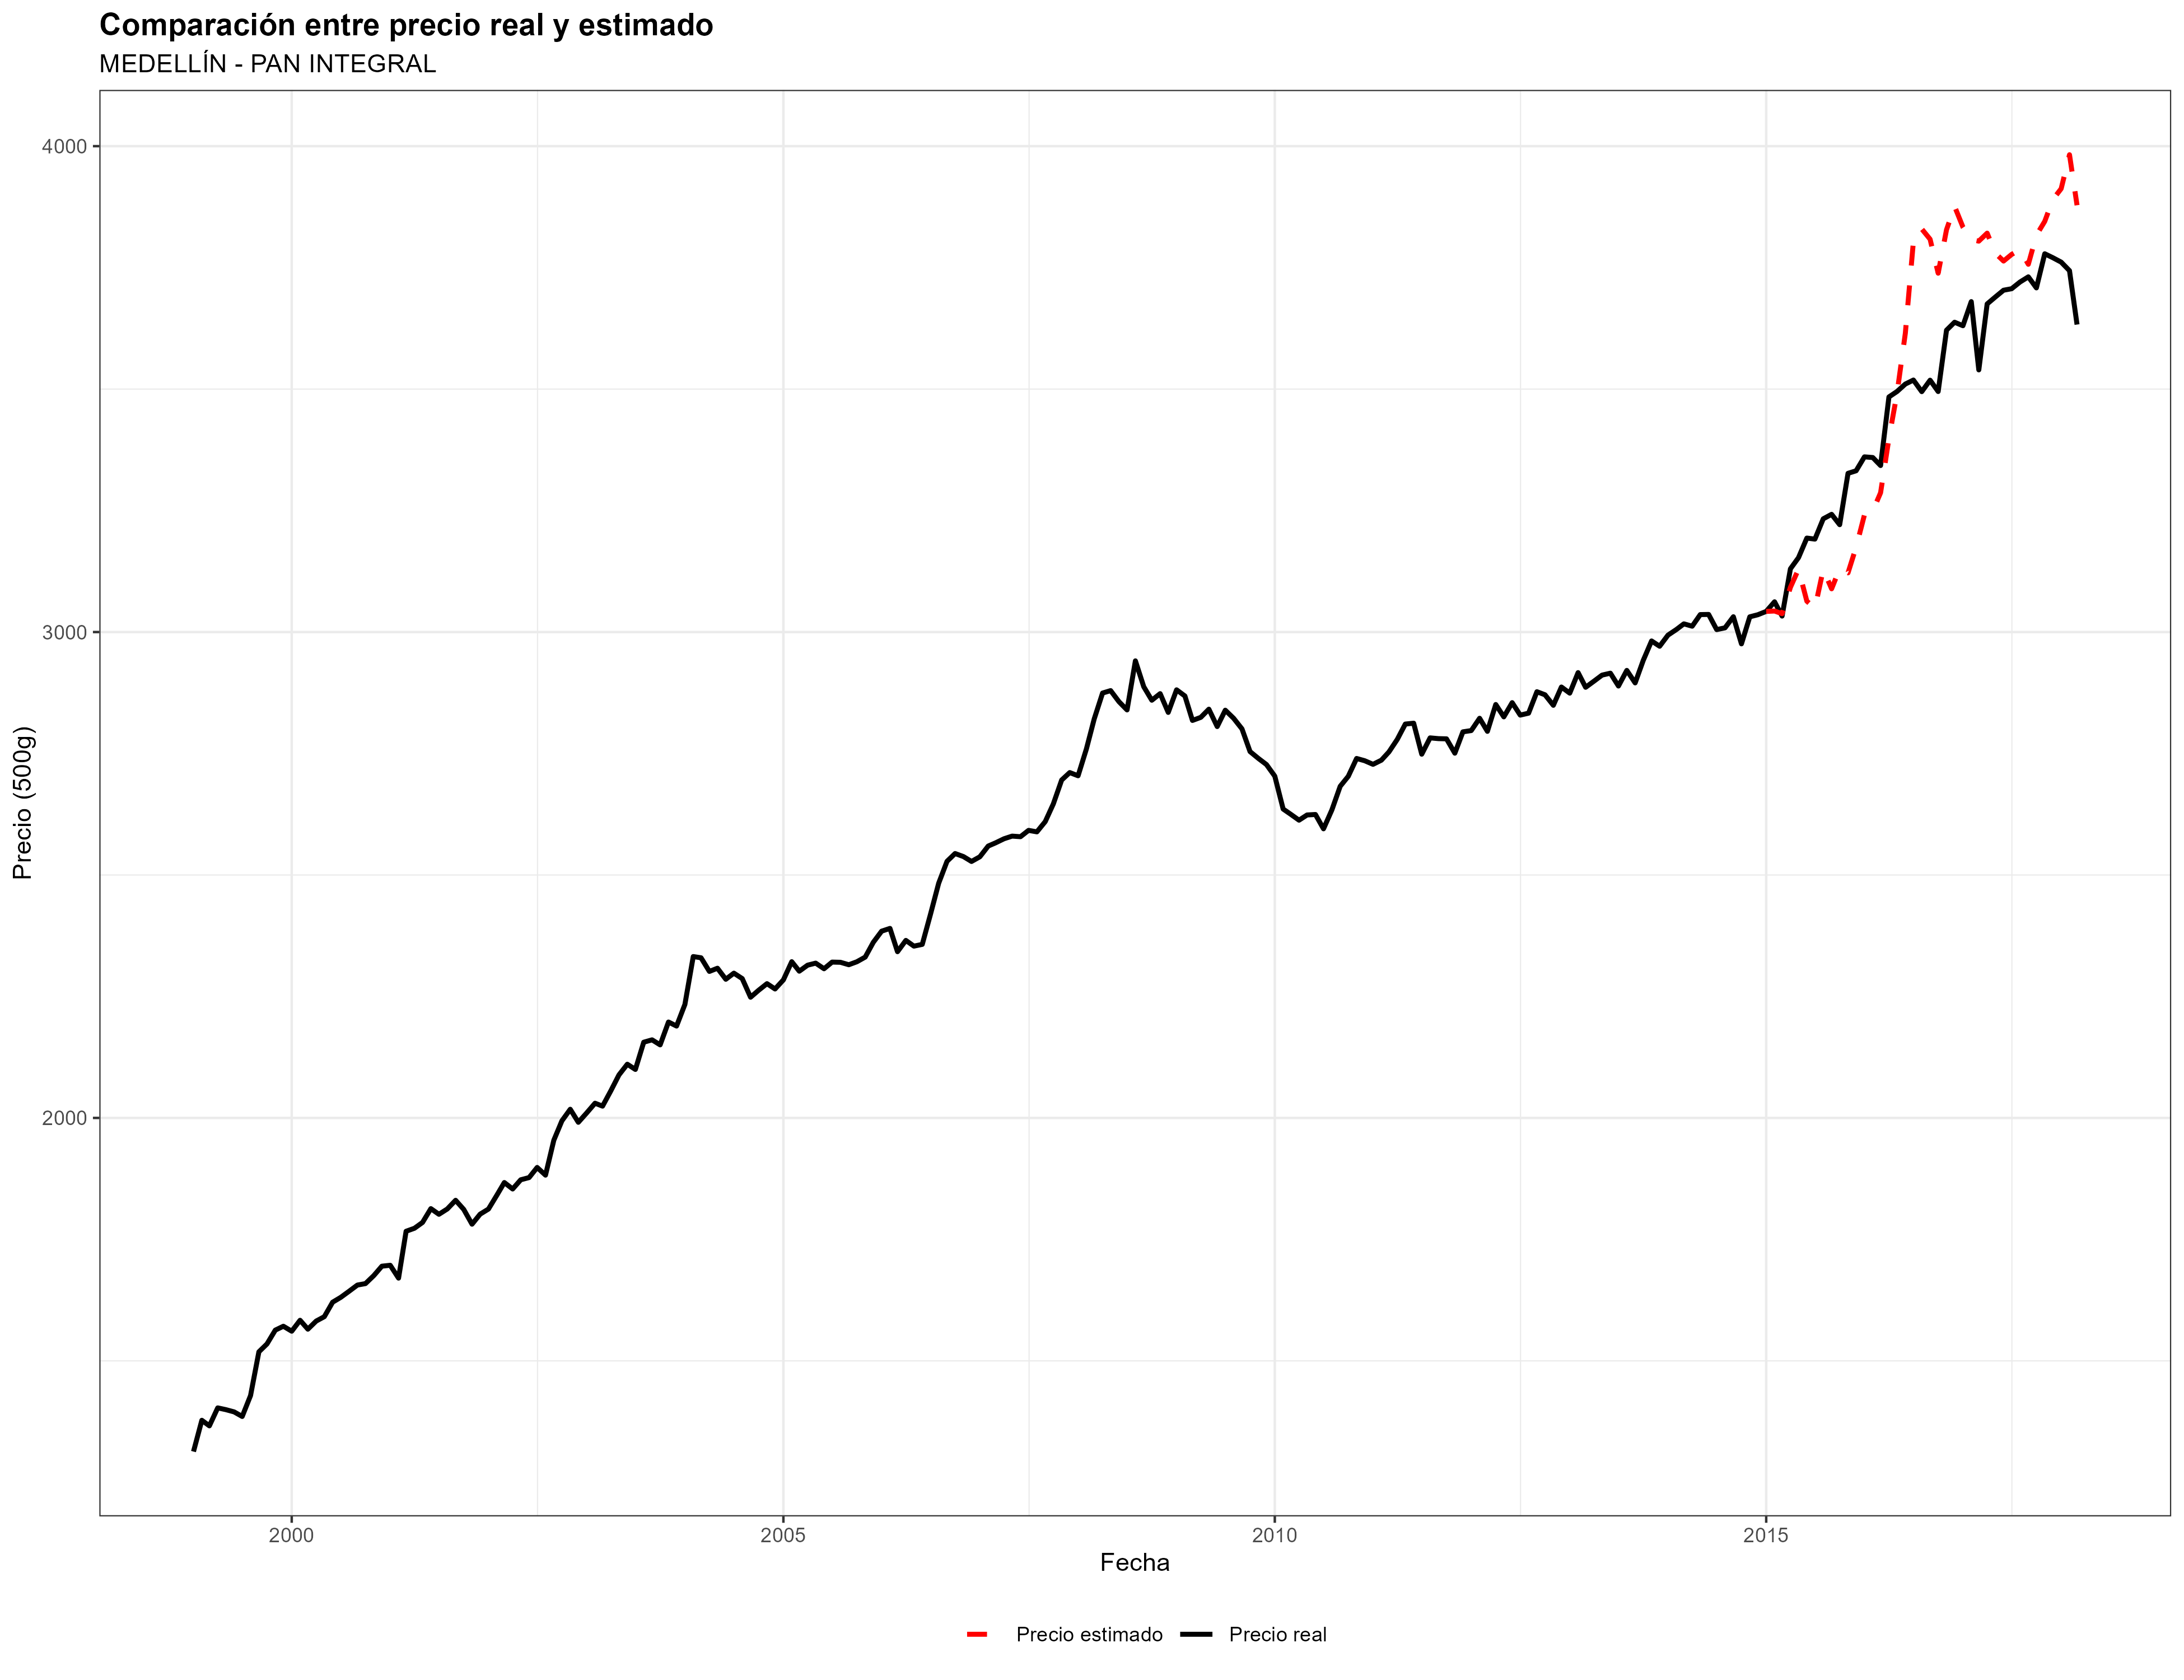 Comparación entre precio real y estimado
MEDELLÍN - PAN INTEGRAL
Precio (500g)
4000
3000
2000
2000
2005
2010
2015
Fecha
Precio estimado
Precio real